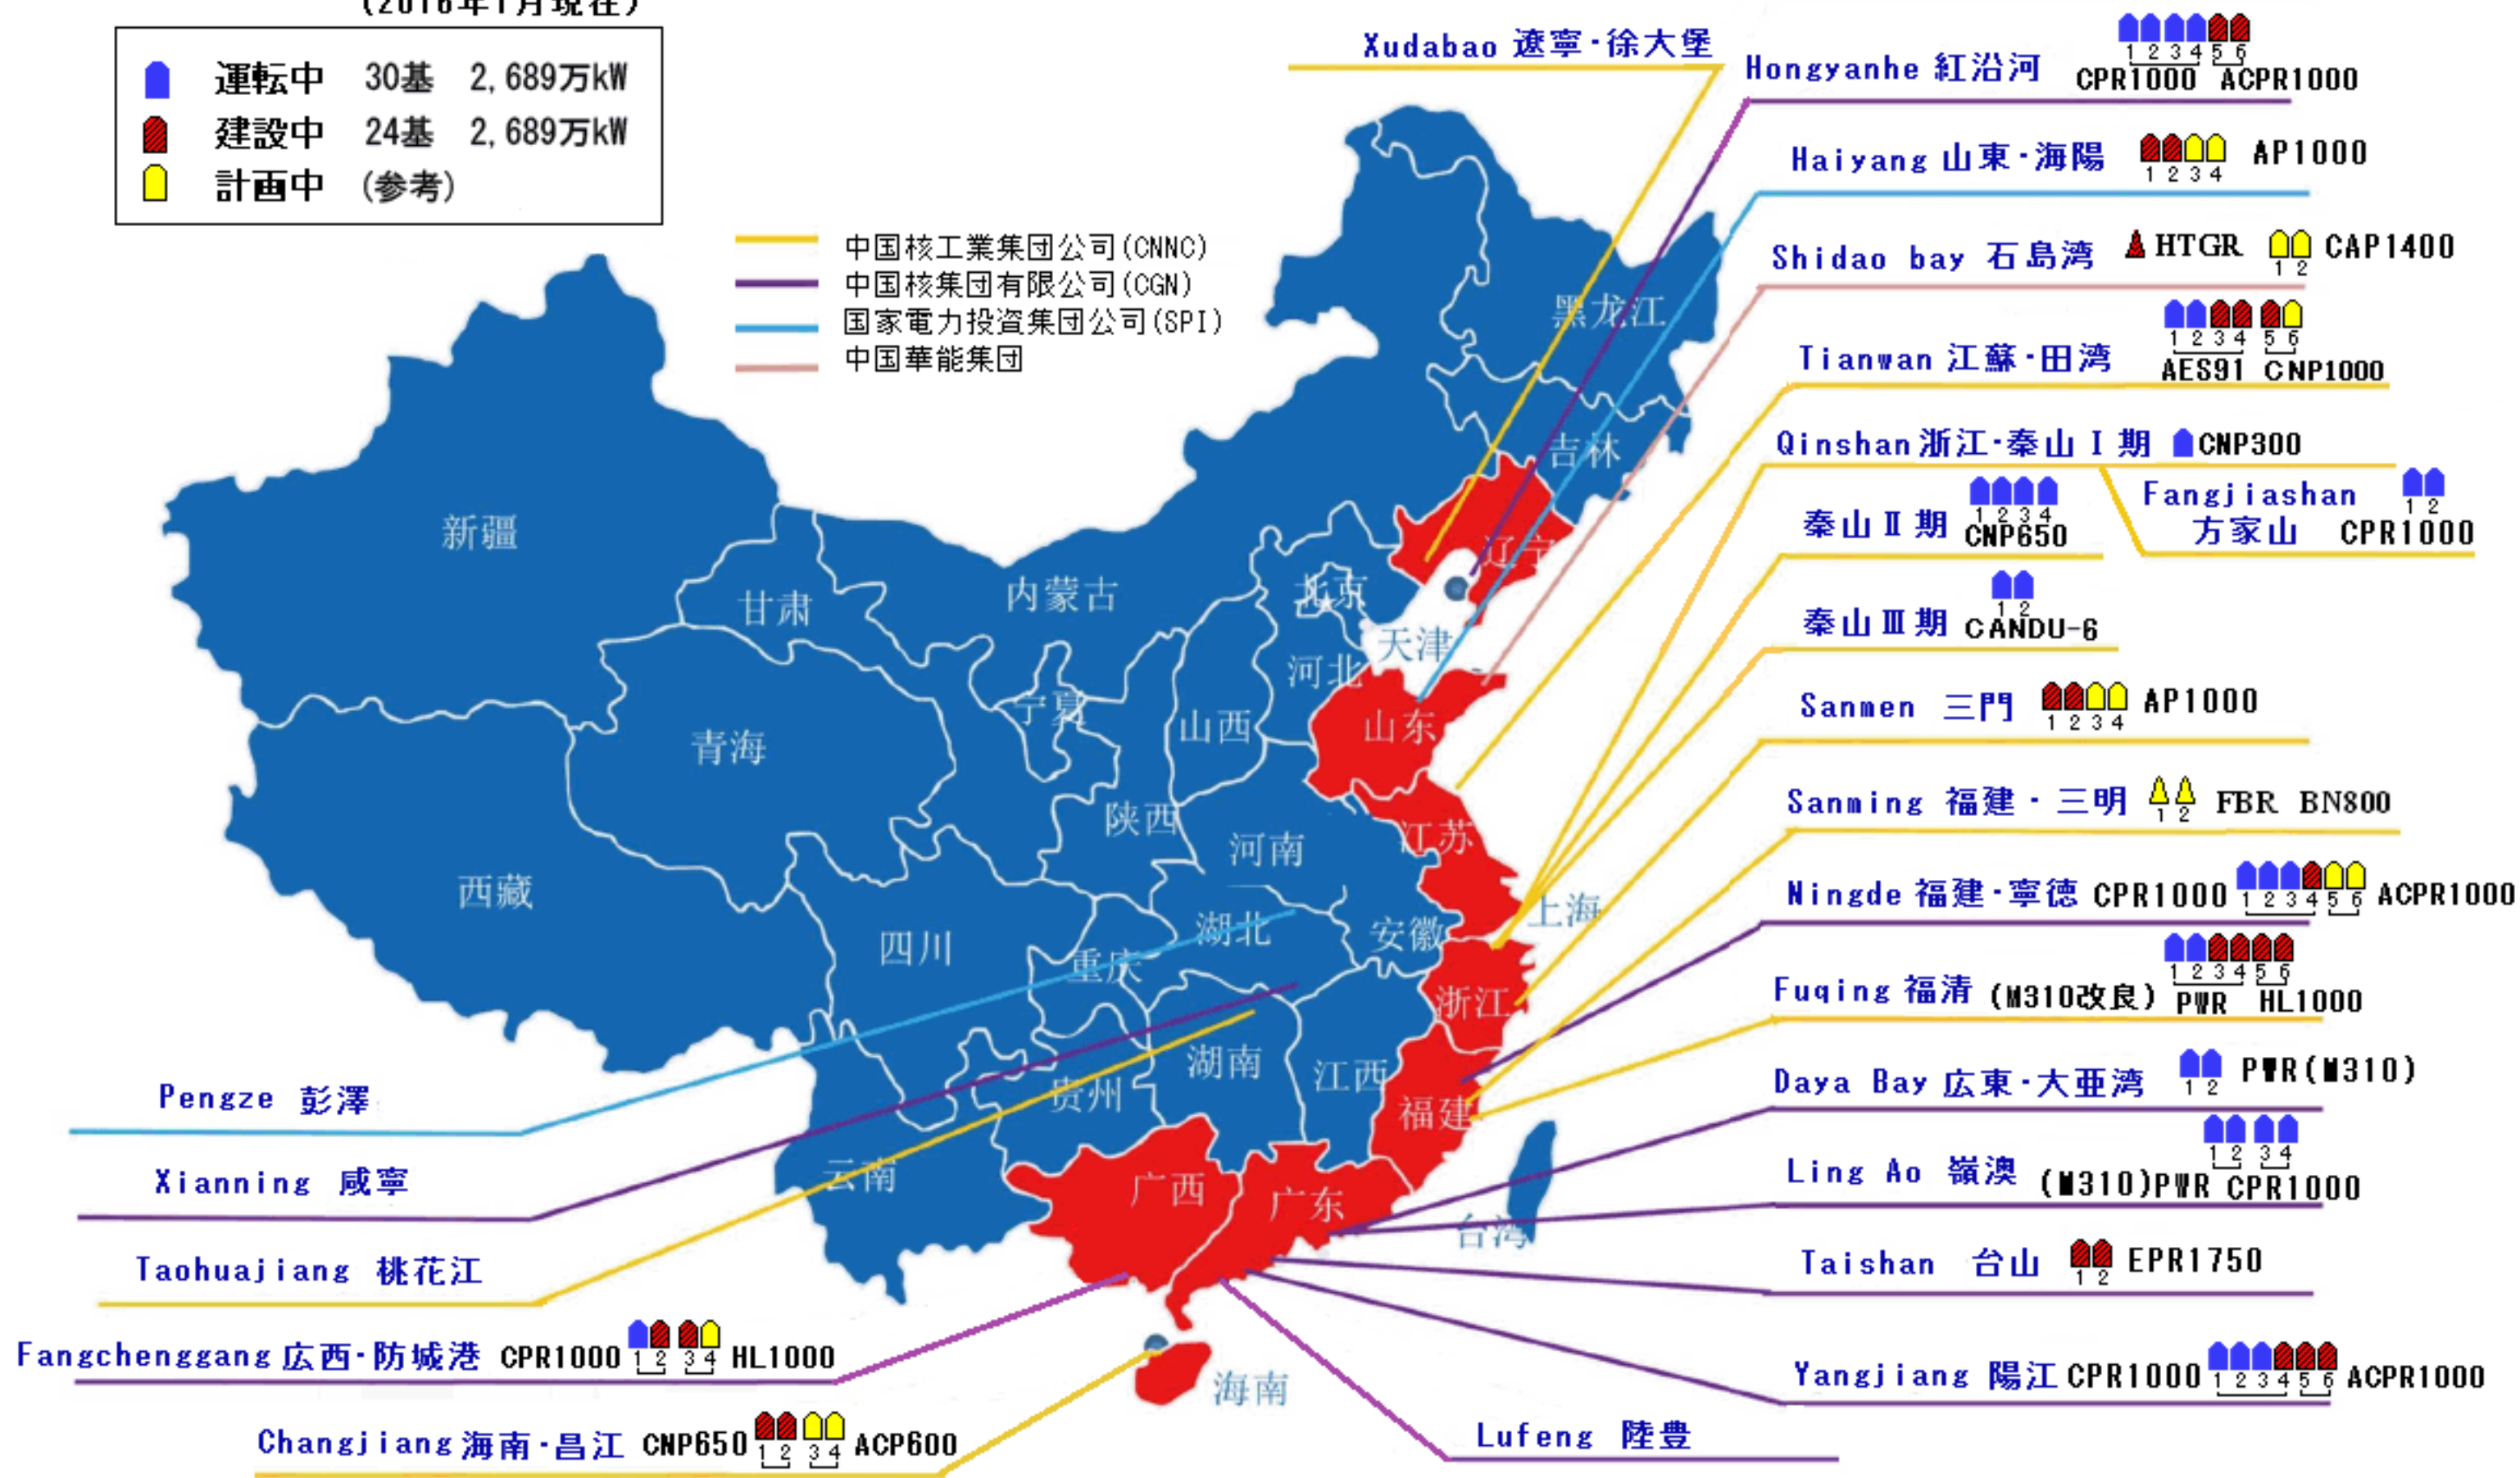 (2016年1月現在)
運転中 30基 2,689万kW
建設中 24基 2,689万kW
計画中 (参考)
中国核工業集団公司(CNNC)
中国核集団有限公司(CGN)
国家電力投資集団公司(SPI)
中国華能集団
Xudabao 遼寧・徐大堡
Hongyanhe 紅沿河
1 2 3 4 5 6
CPR1000 ACPR1000
Haiyang 山東・海陽 AP1000
1 2 3 4
Shidao bay 石島湾 HTGR CAP1400
1 2
Tianwan 江蘇・田湾
1 2 3 4 5 6
AES91 CNP1000
Qinshan 浙江・秦山Ⅰ期 CNP300
Fangjiashan
1 2
方家山 CPR1000
秦山Ⅱ期
1 2 3 4
CNP650
秦山Ⅲ期
1 2
CANDU-6
Sanmen 三門 AP1000
1 2 3 4
Sanming 福建・三明 FBR BN800
1 2
Ningde 福建・寧徳 CPR1000 ACPR1000
1 2 3 4 5 6
Fuqing 福清 (M310改良)
1 2 3 4 5 6
PWR HL1000
Daya Bay 広東・大亜湾 PWR(M310)
1 2
Ling Ao 嶺澳
1 2 3 4
(M310)PWR CPR1000
Taishan 台山 EPR1750
1 2
Yangjiang 陽江 CPR1000 ACPR1000
1 2 3 4 5 6
Lufeng 陸豊
Pengze 彭澤
Xianning 咸寧
Taohuajiang 桃花江
Fangchenggang 広西・防城港 CPR1000 HL1000
1 2 3 4
Changjiang 海南・昌江 CNP650 ACP600
1 2 3 4
黑龙江
吉林
辽宁
新疆
甘肃
内蒙古
北京
天津
河北
宁夏
山西
山东
青海
陕西
河南
江苏
西藏
四川
重庆
湖北
安徽
上海
浙江
湖南
江西
贵州
福建
云南
广西
广东
台湾
海南